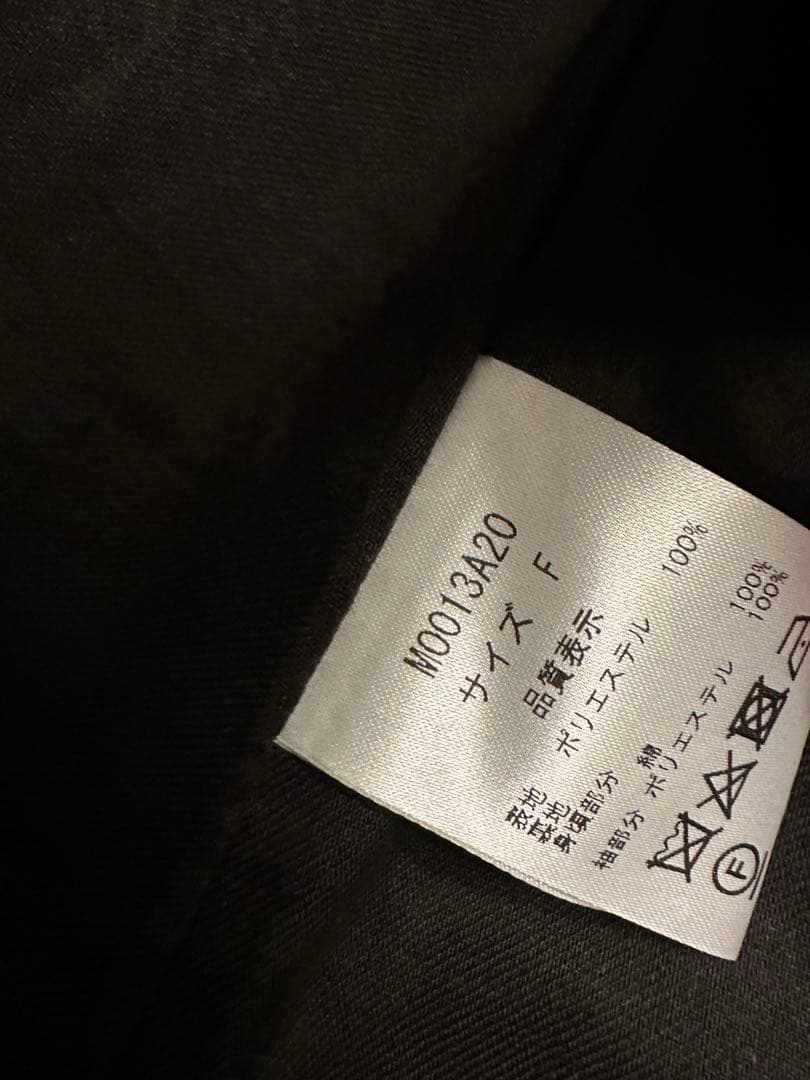 M0013A20
サイズ F
品質表示
表地 ポリエステル 100%
裏地
身頃部分 綿 100%
袖部分 ポリエステル 100%
F